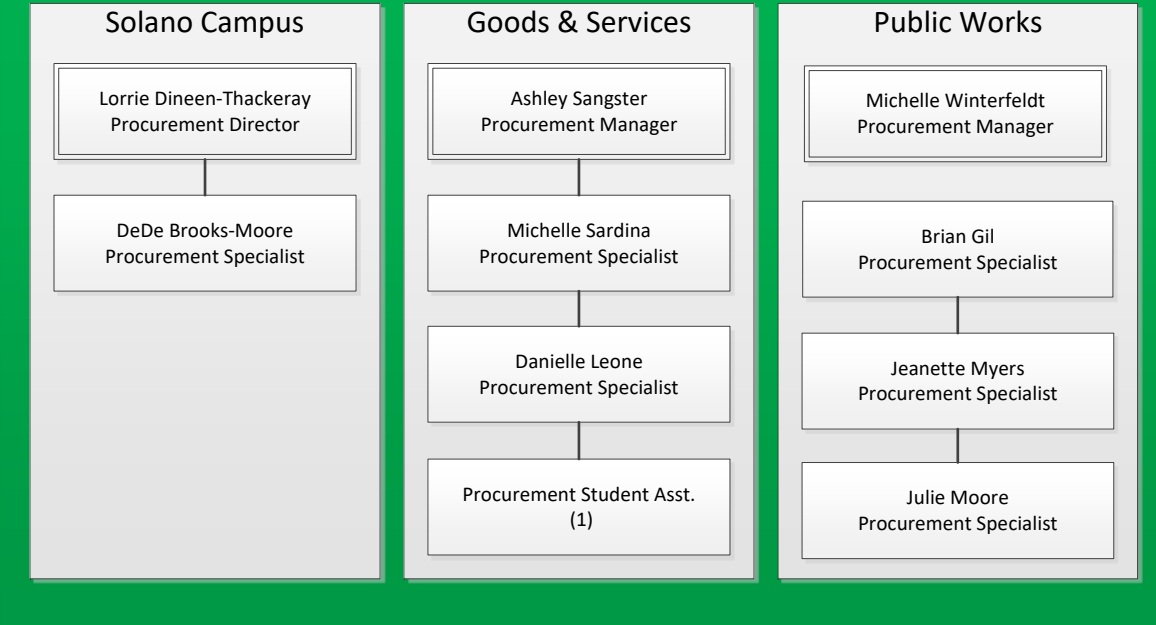 Solano Campus
Lorrie Dineen-Thackeray
Procurement Director
DeDe Brooks-Moore
Procurement Specialist
Goods & Services
Ashley Sangster
Procurement Manager
Michelle Sardina
Procurement Specialist
Danielle Leone
Procurement Specialist
Procurement Student Asst.
(1)
Public Works
Michelle Winterfeldt
Procurement Manager
Brian Gil
Procurement Specialist
Jeanette Myers
Procurement Specialist
Julie Moore
Procurement Specialist